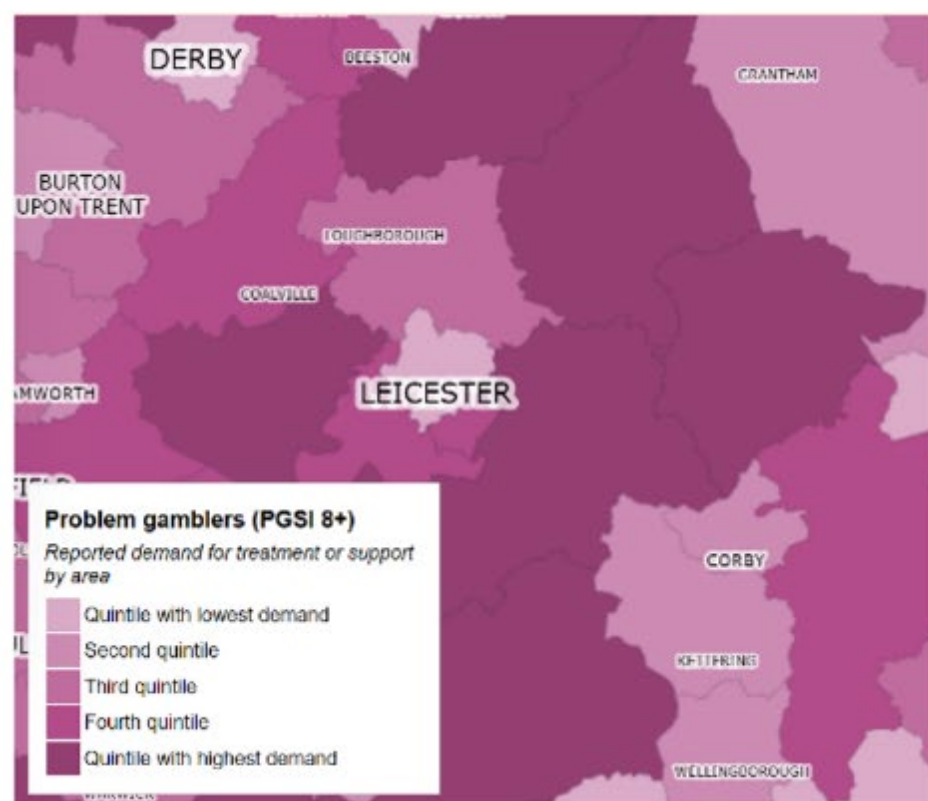 DERBY
BEESTON
GRANTHAM
BURTON
UPON TRENT
LOUGHBOROUGH
COALVILLE
AMWORTH
LEICESTER
CORBY
KETTERING
WELLINGBOROUGH
Problem gamblers (PGSI 8+)
Reported demand for treatment or support
by area
Quintile with lowest demand
Second quintile
Third quintile
Fourth quintile
Quintile with highest demand
WARWICK